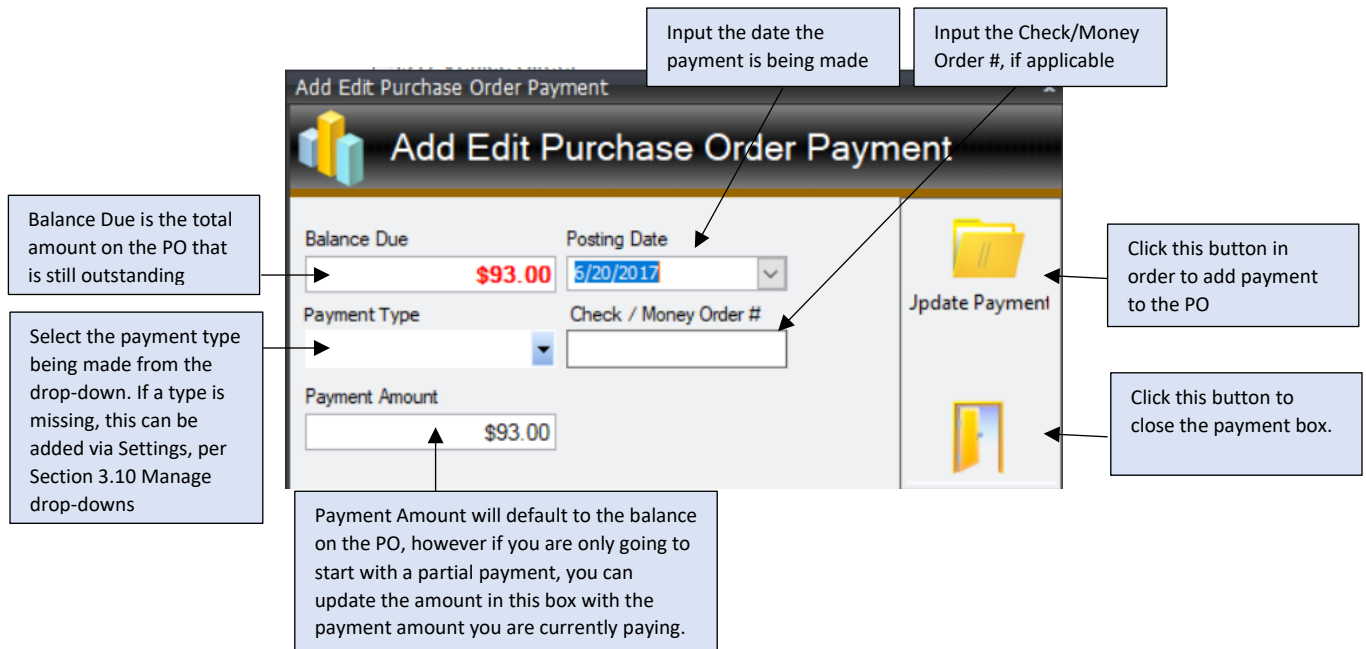 Input the date the
payment is being made
Input the Check/Money
Order #, if applicable
Add Edit Purchase Order Payment
Add Edit Purchase Order Payment
Balance Due is the total
amount on the PO that
is still outstanding
Balance Due
$93.00
Posting Date
6/20/2017
Jpdate Payment
Click this button in
order to add payment
to the PO
Select the payment type
being made from the
drop-down. If a type is
missing, this can be
added via Settings, per
Section 3.10 Manage
drop-downs
Payment Type
Check / Money Order #
Payment Amount
$93.00
Click this button to
close the payment box.
Payment Amount will default to the balance
on the PO, however if you are only going to
start with a partial payment, you can
update the amount in this box with the
payment amount you are currently paying.